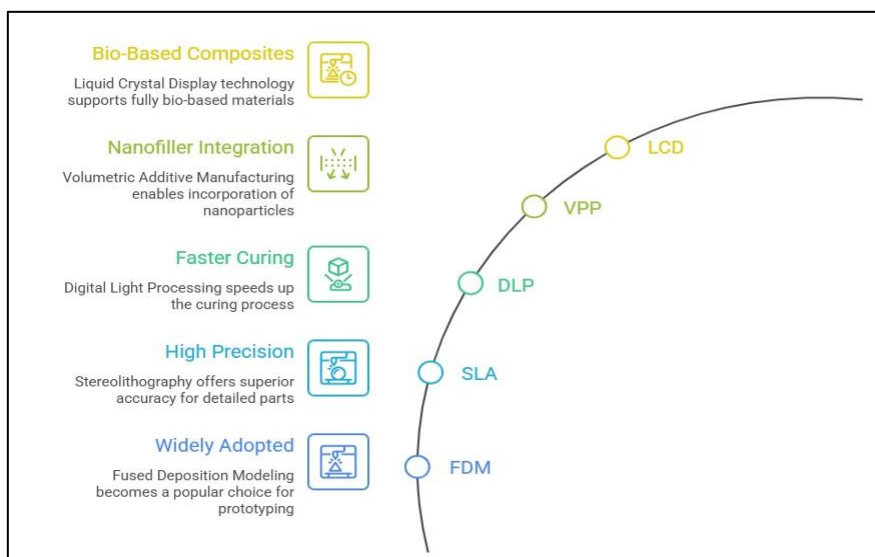 Bio-Based Composites
Liquid Crystal Display technology
supports fully bio-based materials
LCD
Nanofiller Integration
Volumetric Additive Manufacturing
enables incorporation of
nanoparticles
VPP
Faster Curing
Digital Light Processing speeds up
the curing process
DLP
High Precision
Stereolithography offers superior
accuracy for detailed parts
SLA
Widely Adopted
Fused Deposition Modeling
becomes a popular choice for
prototyping
FDM